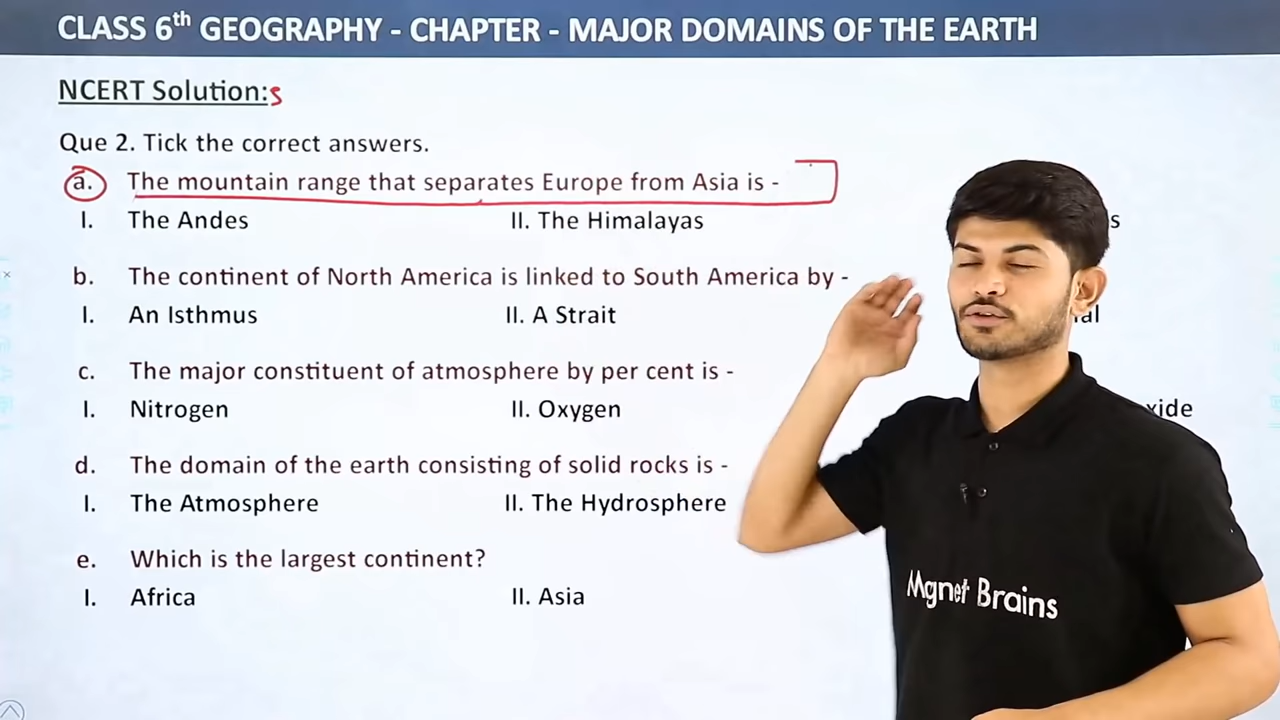 CLASS 6th GEOGRAPHY - CHAPTER - MAJOR DOMAINS OF THE EARTH
NCERT Solution:s
Que 2. Tick the correct answers.
a. The mountain range that separates Europe from Asia is -
I. The Andes II. The Himalayas s
b. The continent of North America is linked to South America by -
I. An Isthmus II. A Strait al
c. The major constituent of atmosphere by per cent is -
I. Nitrogen II. Oxygen xide
d. The domain of the earth consisting of solid rocks is -
I. The Atmosphere II. The Hydrosphere
e. Which is the largest continent?
I. Africa II. Asia
Magnet Brains